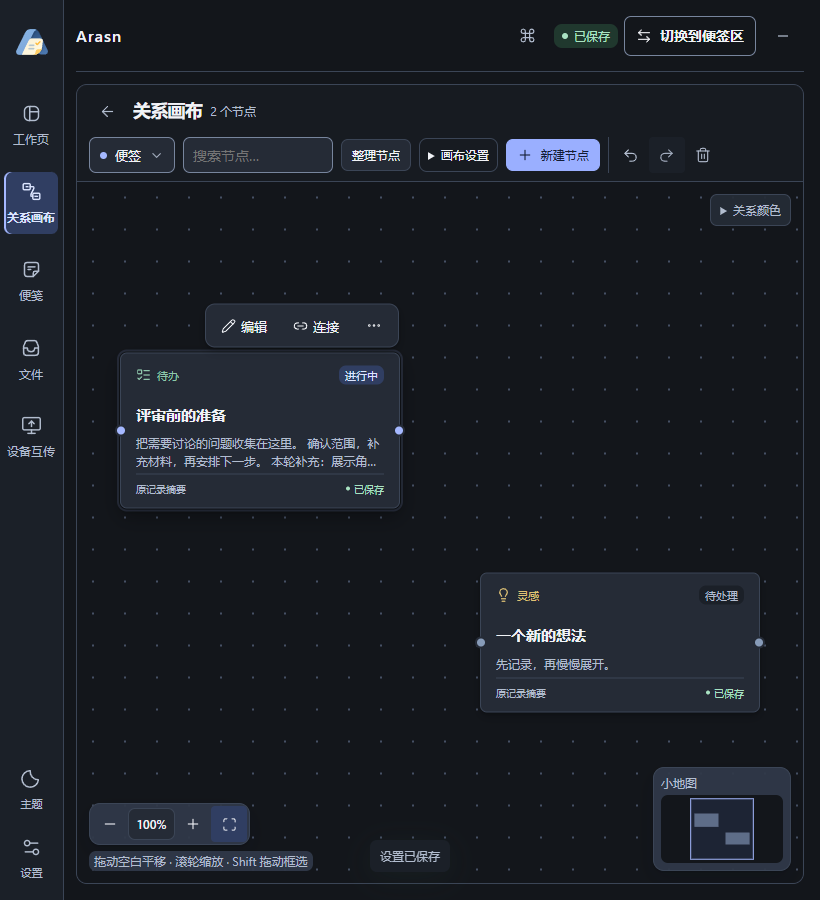 Arasn
已保存
切换到便签区
工作页
关系画布
便笺
文件
设备互传
主题
设置
关系画布 2 个节点
便签
搜索节点...
整理节点
画布设置
新建节点
关系颜色
编辑
连接
待办
进行中
评审前的准备
把需要讨论的问题收集在这里。 确认范围，补
充材料，再安排下一步。 本轮补充：展示角...
原记录摘要
已保存
灵感
待处理
一个新的想法
先记录，再慢慢展开。
原记录摘要
已保存
小地图
100%
拖动空白平移 · 滚轮缩放 · Shift 拖动框选
设置已保存